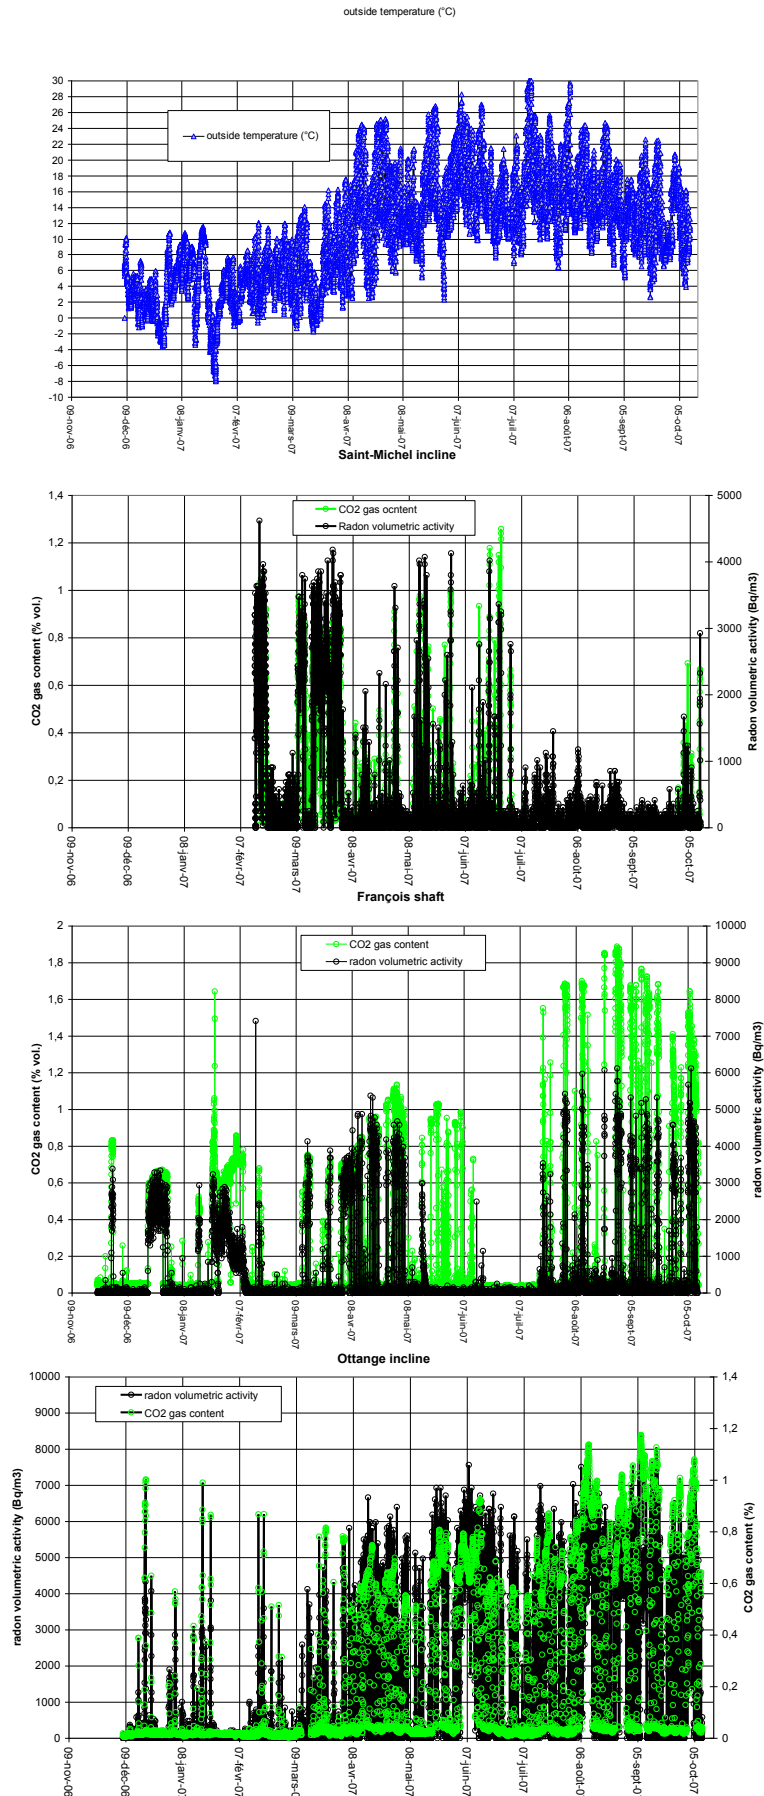 outside temperature (°C)
30
28
26
24
22
20
18
16
14
12
10
8
6
4
2
0
-2
-4
-6
-8
-10
outside temperature (°C)
09-nov-06
09-déc-06
08-janv-07
07-févr-07
09-mars-07
08-avr-07
08-mai-07
07-juin-07
07-juil-07
06-août-07
05-sept-07
05-oct-07
Saint-Michel incline
1,4
1,2
1
0,8
0,6
0,4
0,2
0
CO2 gas content (% vol.)
CO2 gas ocntent
Radon volumetric activity
5000
4000
3000
2000
1000
0
Radon volumetric activity (Bq/m3)
09-nov-06
09-déc-06
08-janv-07
07-févr-07
09-mars-07
08-avr-07
08-mai-07
07-juin-07
07-juil-07
06-août-07
05-sept-07
05-oct-07
François shaft
2
1,8
1,6
1,4
1,2
1
0,8
0,6
0,4
0,2
0
CO2 gas content (% vol.)
CO2 gas content
radon volumetric activity
10000
9000
8000
7000
6000
5000
4000
3000
2000
1000
0
radon volumetric activity (Bq/m3)
09-nov-06
09-déc-06
08-janv-07
07-févr-07
09-mars-07
08-avr-07
08-mai-07
07-juin-07
07-juil-07
06-août-07
05-sept-07
05-oct-07
Ottange incline
10000
9000
8000
7000
6000
5000
4000
3000
2000
1000
0
radon volumetric activity (Bq/m3)
radon volumetric activity
CO2 gas content
1,4
1,2
1
0,8
0,6
0,4
0,2
0
CO2 gas content (%)
09-nov-06
09-déc-06
08-janv-07
07-févr-07
09-mars-0
08-avr-07
08-mai-07
07-juin-07
07-juil-07
06-août-0
05-sept-0
05-oct-07